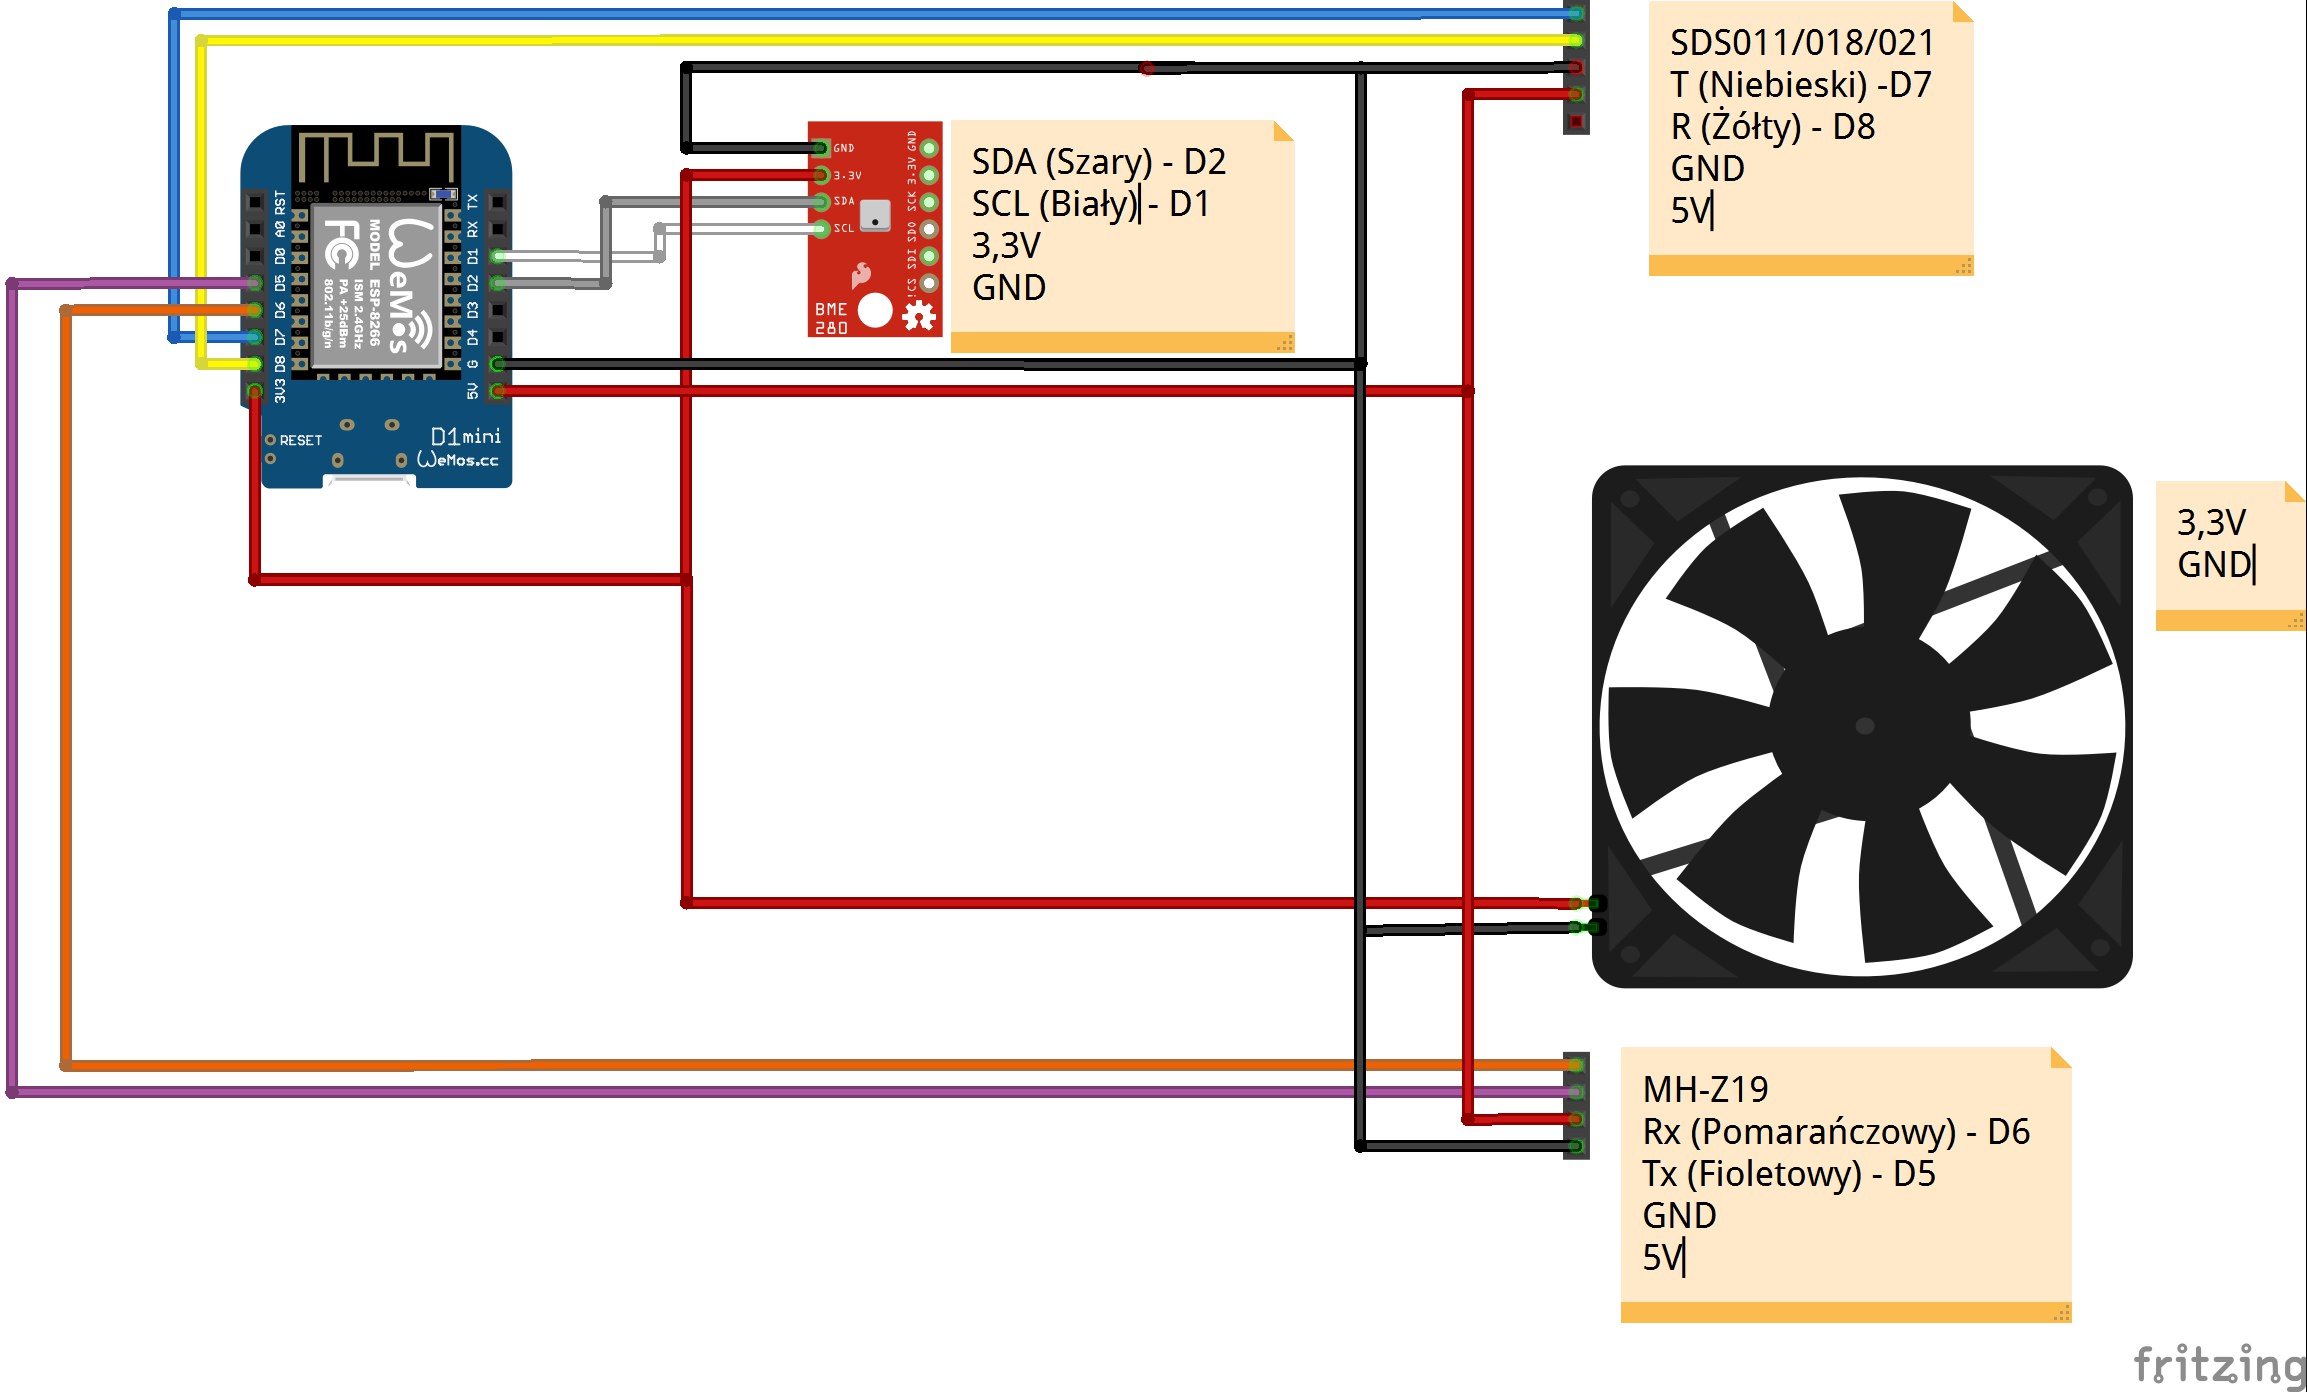 SDS011/018/021
T (Niebieski) -D7
R (Żółty) - D8
GND
5V
SDA (Szary) - D2
SCL (Biały) - D1
3,3V
GND
GND
3.3V
SDA
SCL
GND
3.3V
SCK
SDO
SDI
!CS
BME
280
RST
A0
D0
D5
D6
D7
D8
3V3
TX
RX
D1
D2
D3
D4
G
5V
WeMos
MODEL ESP-8266
ISM 2.4GHz
PA +25dBm
802.11b/g/n
FC
RESET
D1mini
WeMos.cc
3,3V
GND
MH-Z19
Rx (Pomarańczowy) - D6
Tx (Fioletowy) - D5
GND
5V
fritzing